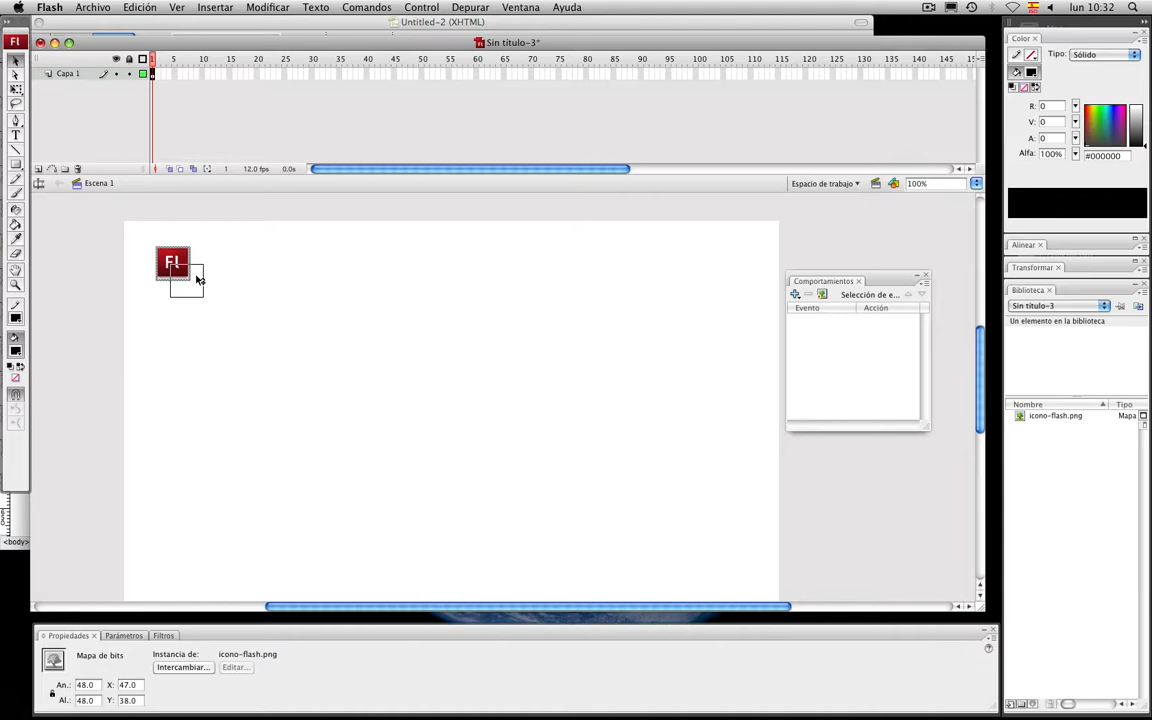 Flash Archivo Edición Ver Insertar Modificar Texto Comandos Control Depurar Ventana Ayuda lun 10:32
Untitled-2 (XHTML)
Fl Sin título-3*
Color
Tipo: Sólido
1 5 10 15 20 25 30 35 40 45 50 55 60 65 70 75 80 85 90 95 100 105 110 115 120 125 130 135 140 145 15
Capa 1
R: 0
V: 0
A: 0
Alfa: 100% #000000
1 12.0 fps 0.0s
Escena 1 Espacio de trabajo 100%
Alinear
Transformar
Fl
Biblioteca
Sin título-3
Un elemento en la biblioteca
Comportamientos
Selección de e...
Evento Acción
Nombre Tipo
icono-flash.png Mapa
<body>
Propiedades Parámetros Filtros
Mapa de bits Instancia de: icono-flash.png
Intercambiar... Editar...
An.: 48.0 X: 47.0
Al.: 48.0 Y: 38.0